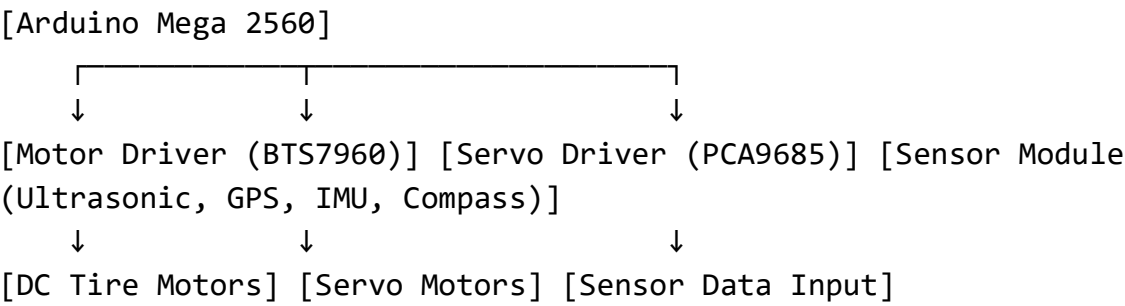 [Arduino Mega 2560]
[Motor Driver (BTS7960)] [Servo Driver (PCA9685)] [Sensor Module
(Ultrasonic, GPS, IMU, Compass)]
[DC Tire Motors] [Servo Motors] [Sensor Data Input]